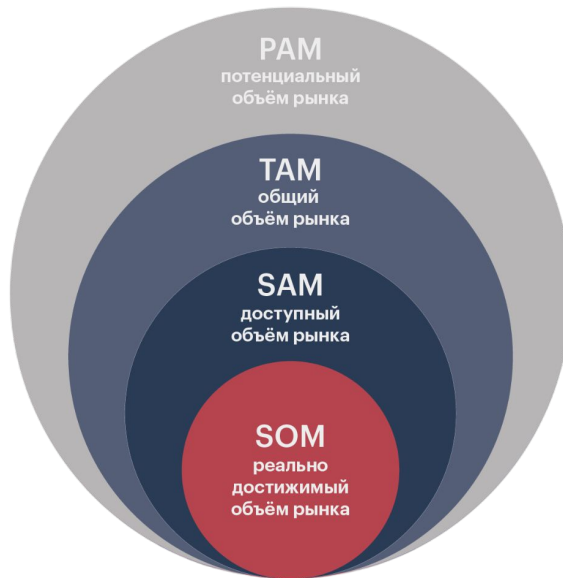 PAM
потенциальный
объём рынка
TAM
общий
объём рынка
SAM
доступный
объём рынка
SOM
реально
достижимый
объём рынка